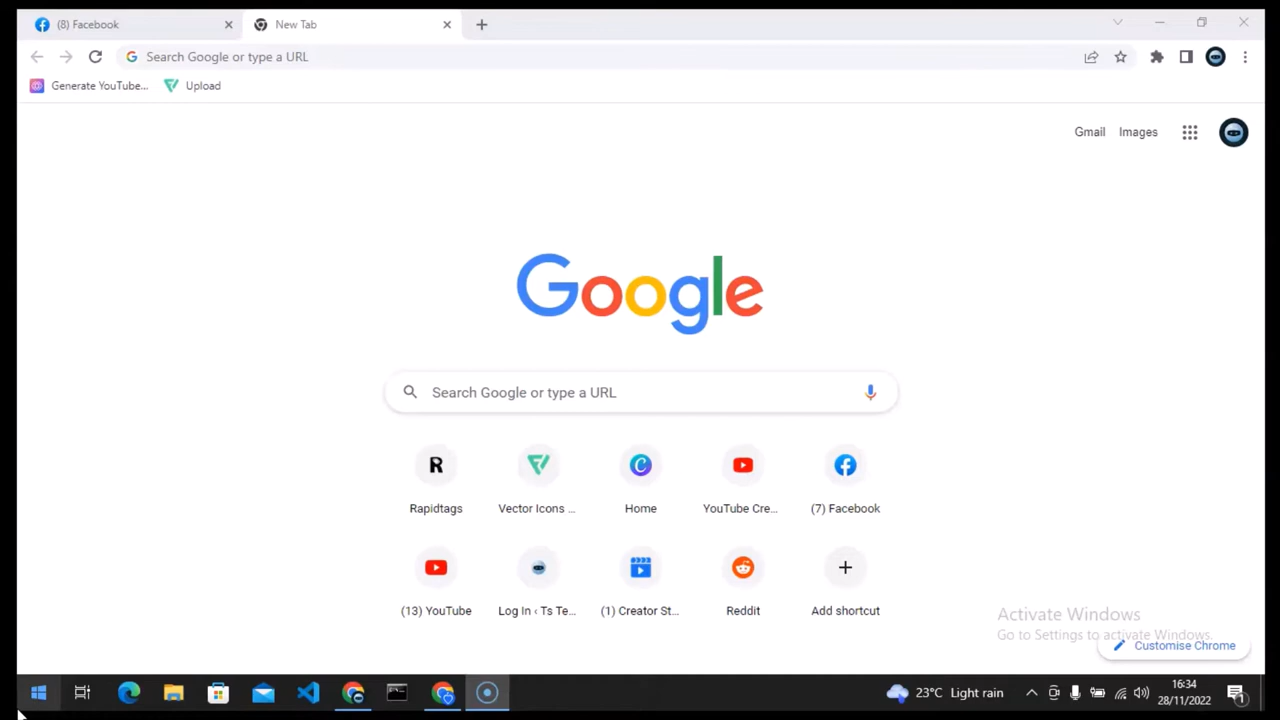 (8) Facebook
New Tab
Search Google or type a URL
Generate YouTube...
Upload
Gmail
Images
Google
Search Google or type a URL
Rapidtags
Vector Icons ...
Home
YouTube Cre...
(7) Facebook
(13) YouTube
Log In ‹ Ts Te...
(1) Creator St...
Reddit
Add shortcut
Activate Windows
Go to Settings to activate Windows.
Customise Chrome
23°C Light rain
16:34
28/11/2022
1